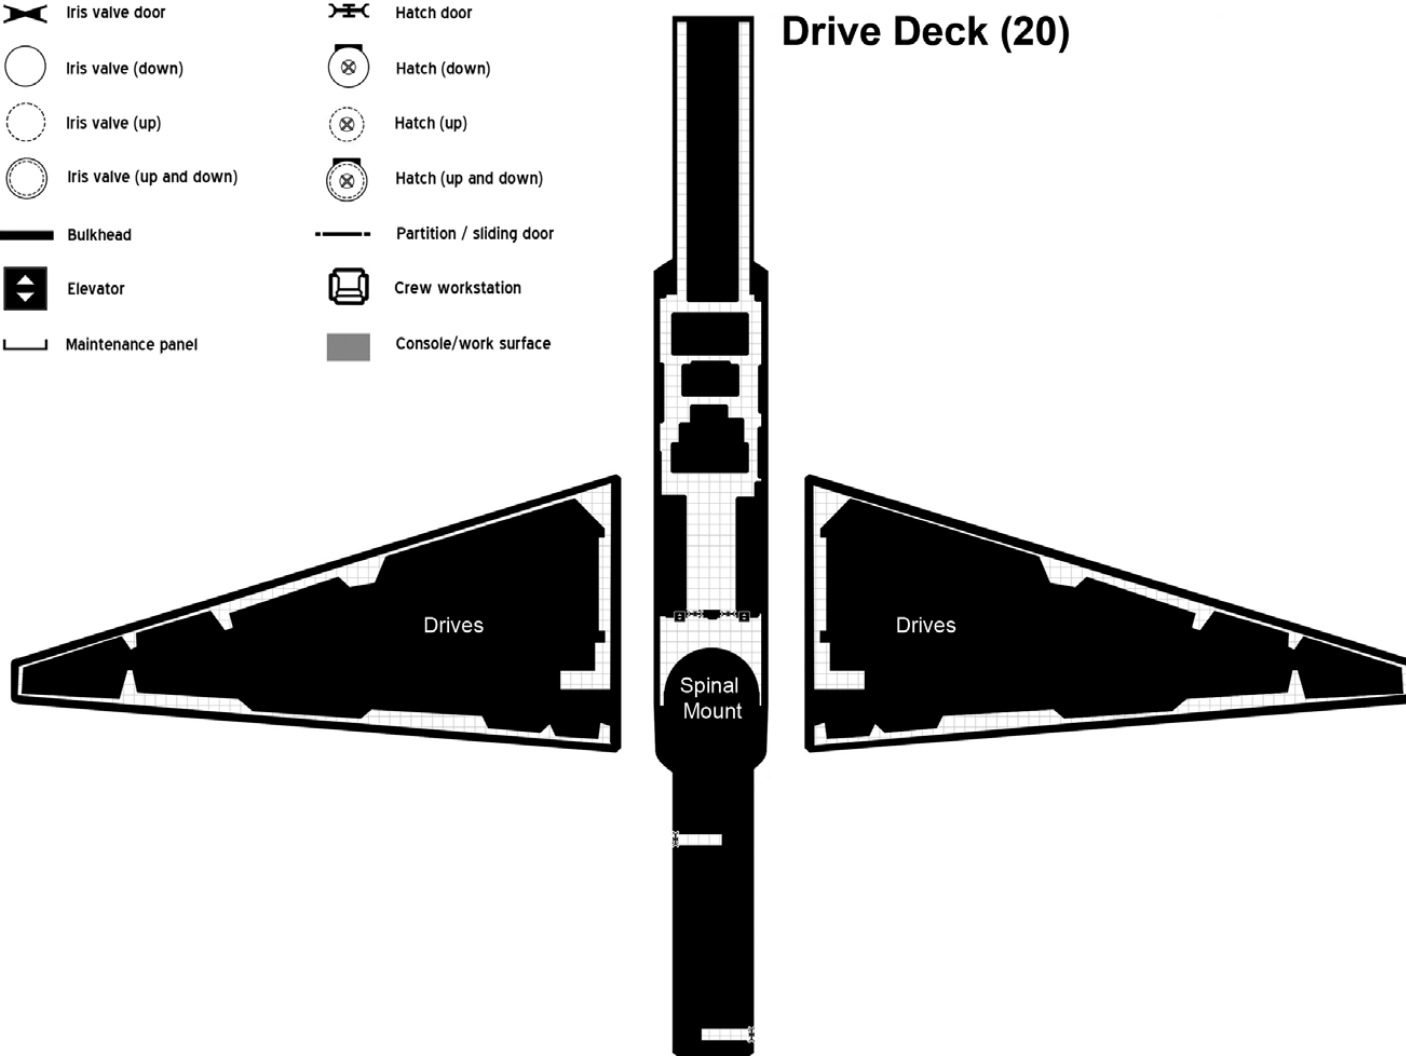 Drive Deck (20)
Iris valve door
Hatch door
Iris valve (down)
Hatch (down)
Iris valve (up)
Hatch (up)
Iris valve (up and down)
Hatch (up and down)
Bulkhead
Partition / sliding door
Elevator
Crew workstation
Maintenance panel
Console/work surface
Drives
Drives
Spinal
Mount